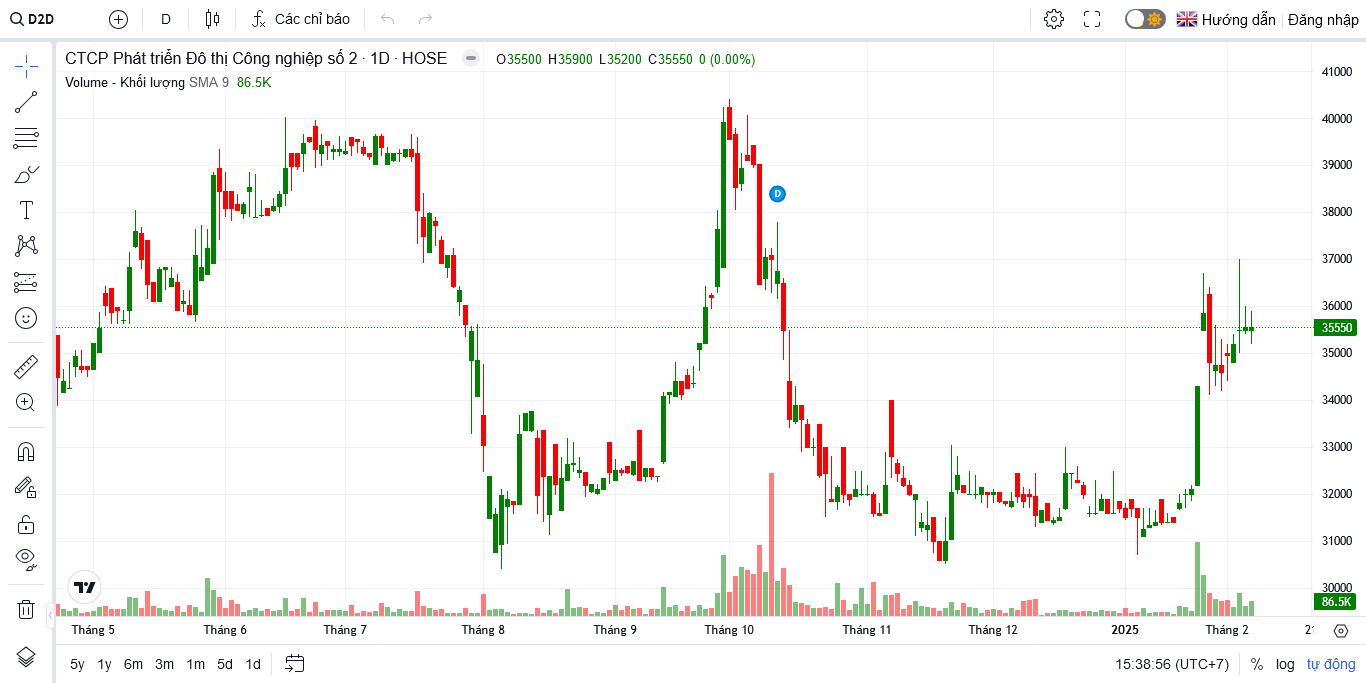 D2D
D
Các chỉ báo
Hướng dẫn
Đăng nhập
CTCP Phát triển Đô thị Công nghiệp số 2 · 1D · HOSE
O35500 H35900 L35200 C35550 0 (0.00%)
Volume - Khối lượng SMA 9 86.5K
41000
40000
39000
38000
D
37000
36000
35550
35000
34000
33000
32000
31000
30000
86.5K
Tháng 5 Tháng 6 Tháng 7 Tháng 8 Tháng 9 Tháng 10 Tháng 11 Tháng 12 2025 Tháng 2
5y 1y 6m 3m 1m 5d 1d
15:38:56 (UTC+7) % log tự động